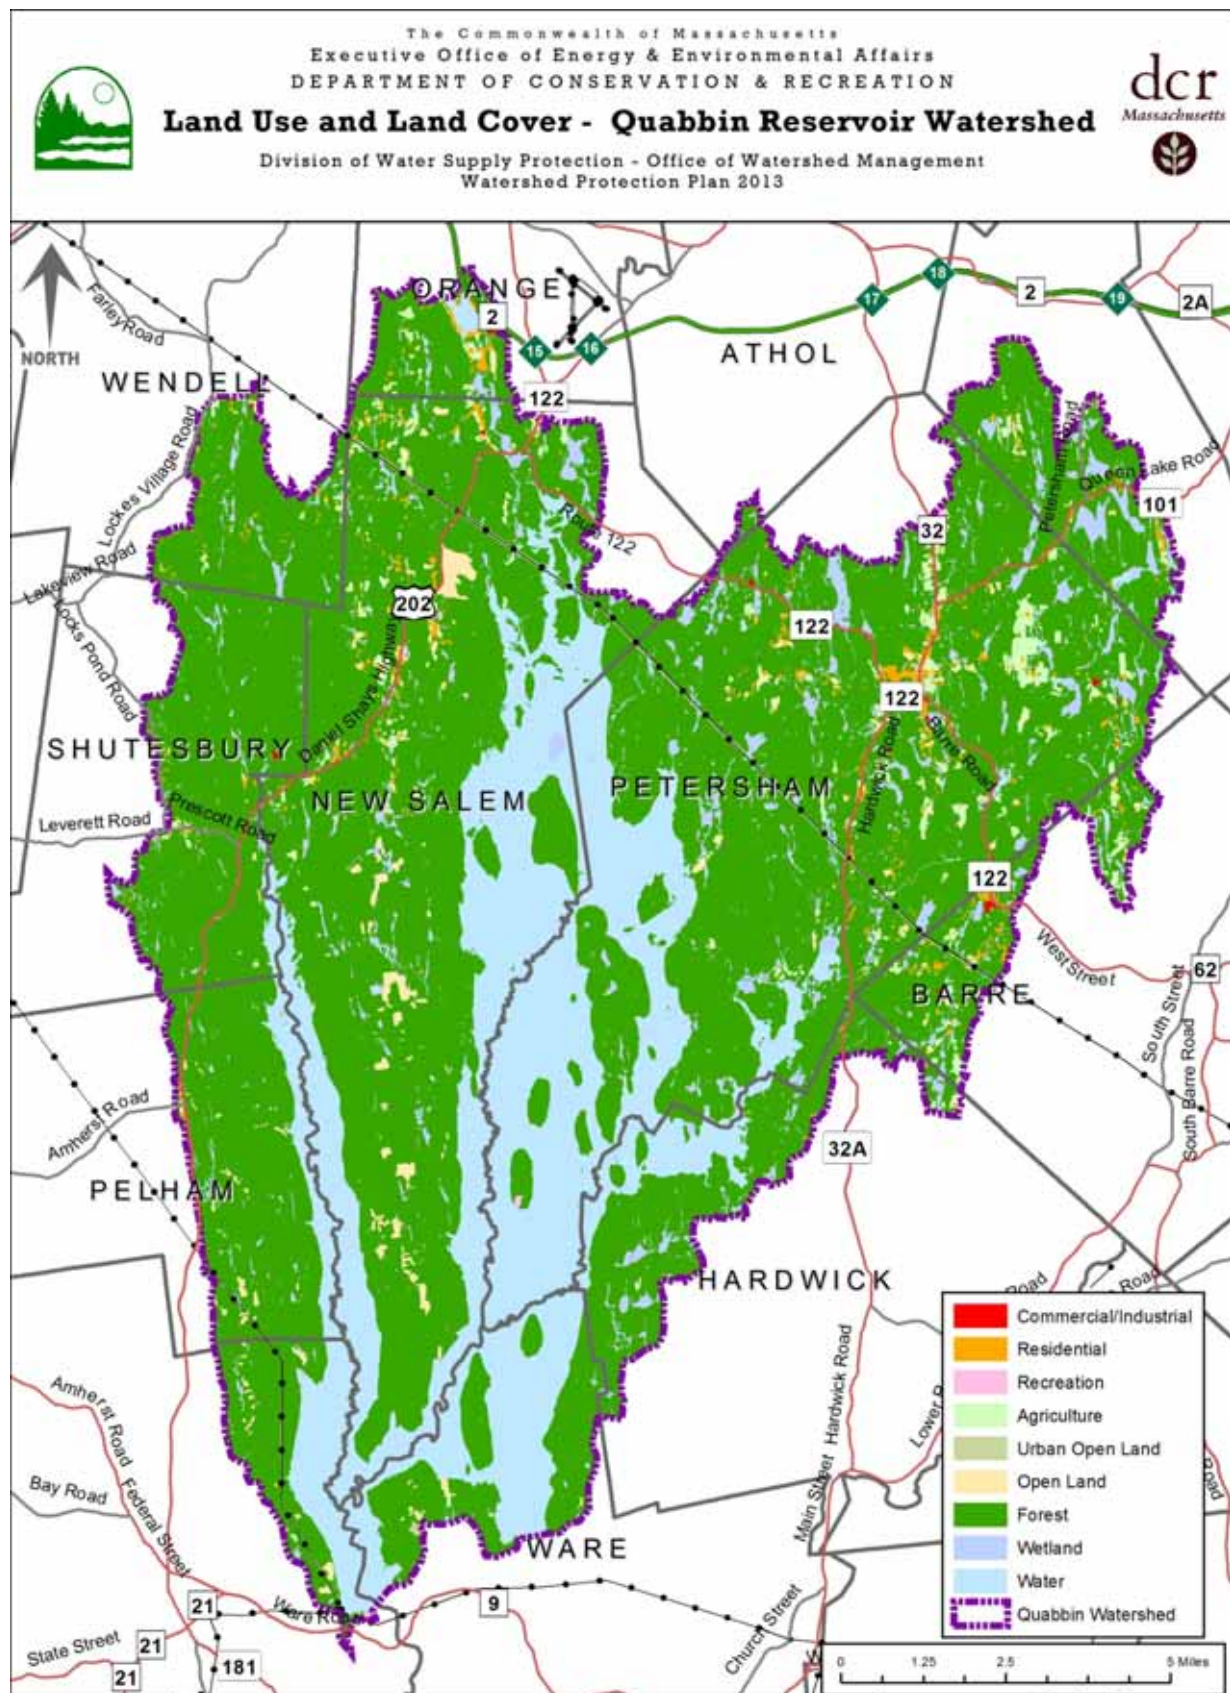 The Commonwealth of Massachusetts
Executive Office of Energy & Environmental Affairs
DEPARTMENT OF CONSERVATION & RECREATION
Land Use and Land Cover - Quabbin Reservoir Watershed
Division of Water Supply Protection - Office of Watershed Management
Watershed Protection Plan 2013
dcr
Massachusetts
NORTH
Farley Road
ORANGE
2
15
16
17
18
2
19
2A
WENDELL
ATHOL
122
Lockes Village Road
Petersham Road
Queen Lake Road
101
32
Route 122
Lakeview Road
Looks Pond Road
202
Daniel Shays Highway
122
122
SHUTESBURY
NEW SALEM
PETERSHAM
Hardwick Road
Barre Road
Leverett Road
Prescott Road
122
West Street
BARRE
62
South Street
South Barre Road
Amherst Road
32A
PELHAM
HARDWICK
Road
Road
Hardwick Road
Main Street
Lower
Road
Amherst Road
Federal Street
Bay Road
WARE
Ware Road
9
Church Street
21
21
21
State Street
181
Commercial/Industrial
Residential
Recreation
Agriculture
Urban Open Land
Open Land
Forest
Wetland
Water
Quabbin Watershed
0 1.25 2.5 5 Miles